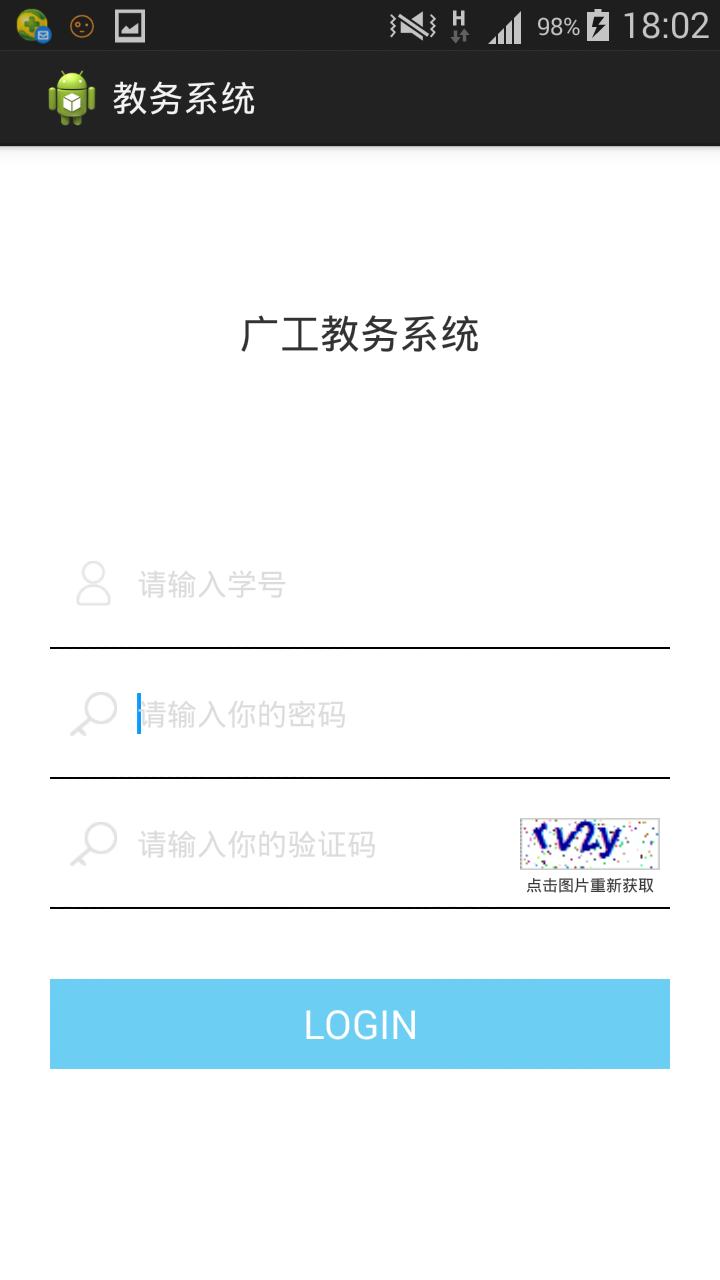 H 98% 18:02
教务系统
广工教务系统
请输入学号
请输入你的密码
请输入你的验证码
rv2y
点击图片重新获取
LOGIN